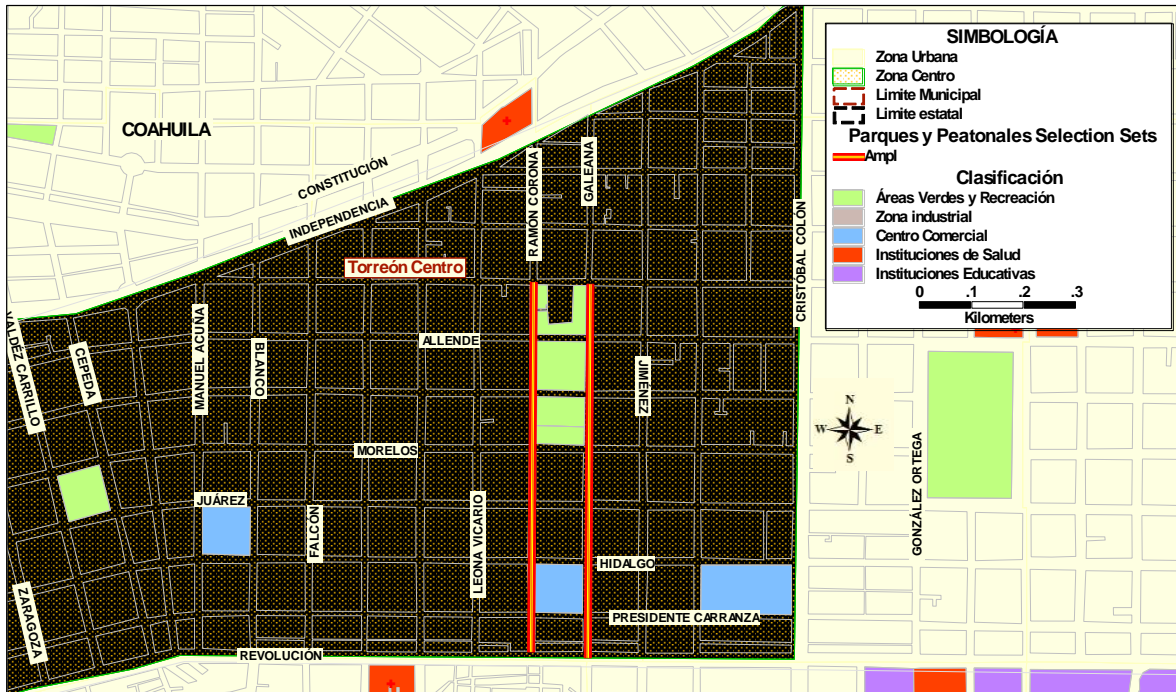 SIMBOLOGÍA
Zona Urbana
Zona Centro
Limite Municipal
Limite estatal
Parques y Peatonales Selection Sets
Ampl
Clasificación
Áreas Verdes y Recreación
Zona industrial
Centro Comercial
Instituciones de Salud
Instituciones Educativas
0 .1 .2 .3
Kilometers
COAHUILA
CONSTITUCIÓN
INDEPENDENCIA
RAMÓN CORONA
GALEANA
CRISTÓBAL COLÓN
Torreón Centro
VALDÉZ CARRILLO
CEPEDA
MANUEL ACUÑA
BLANCO
ALLENDE
JIMÉNEZ
N
W E
S
MORELOS
GONZÁLEZ ORTEGA
JUÁREZ
FALCÓN
LEONA VICARIO
HIDALGO
ZARAGOZA
PRESIDENTE CARRANZA
REVOLUCIÓN